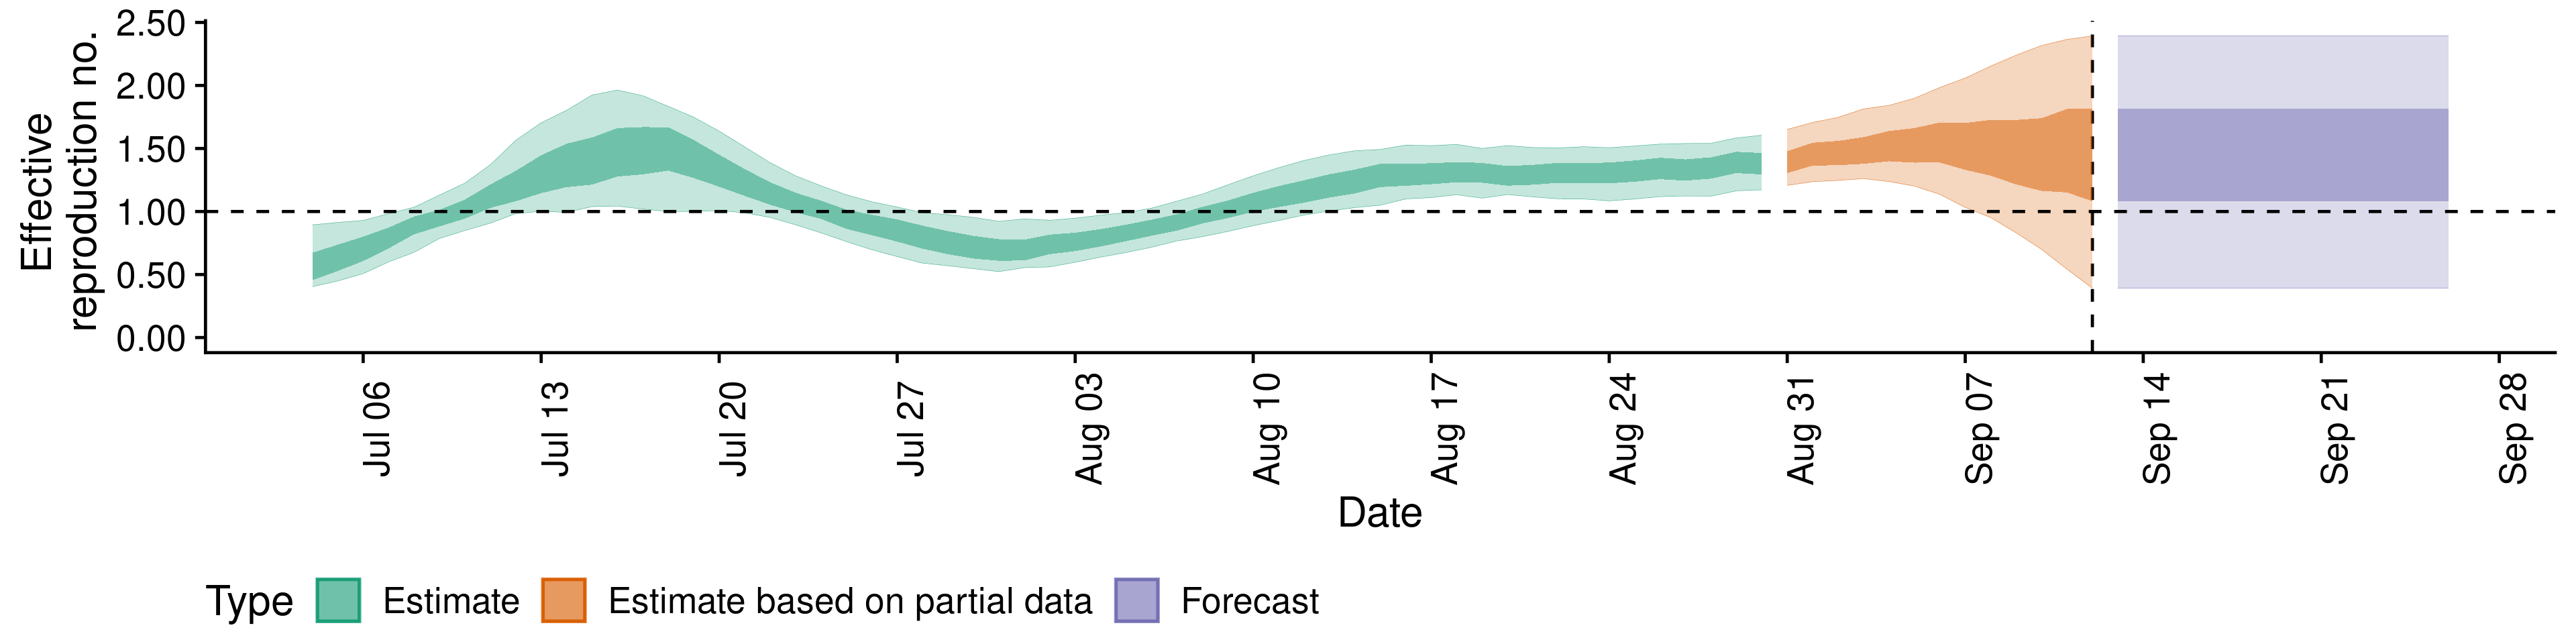 Effective
reproduction no.
2.50
2.00
1.50
1.00
0.50
0.00
Jul 06
Jul 13
Jul 20
Jul 27
Aug 03
Aug 10
Aug 17
Aug 24
Aug 31
Sep 07
Sep 14
Sep 21
Sep 28
Date
Type Estimate Estimate based on partial data Forecast